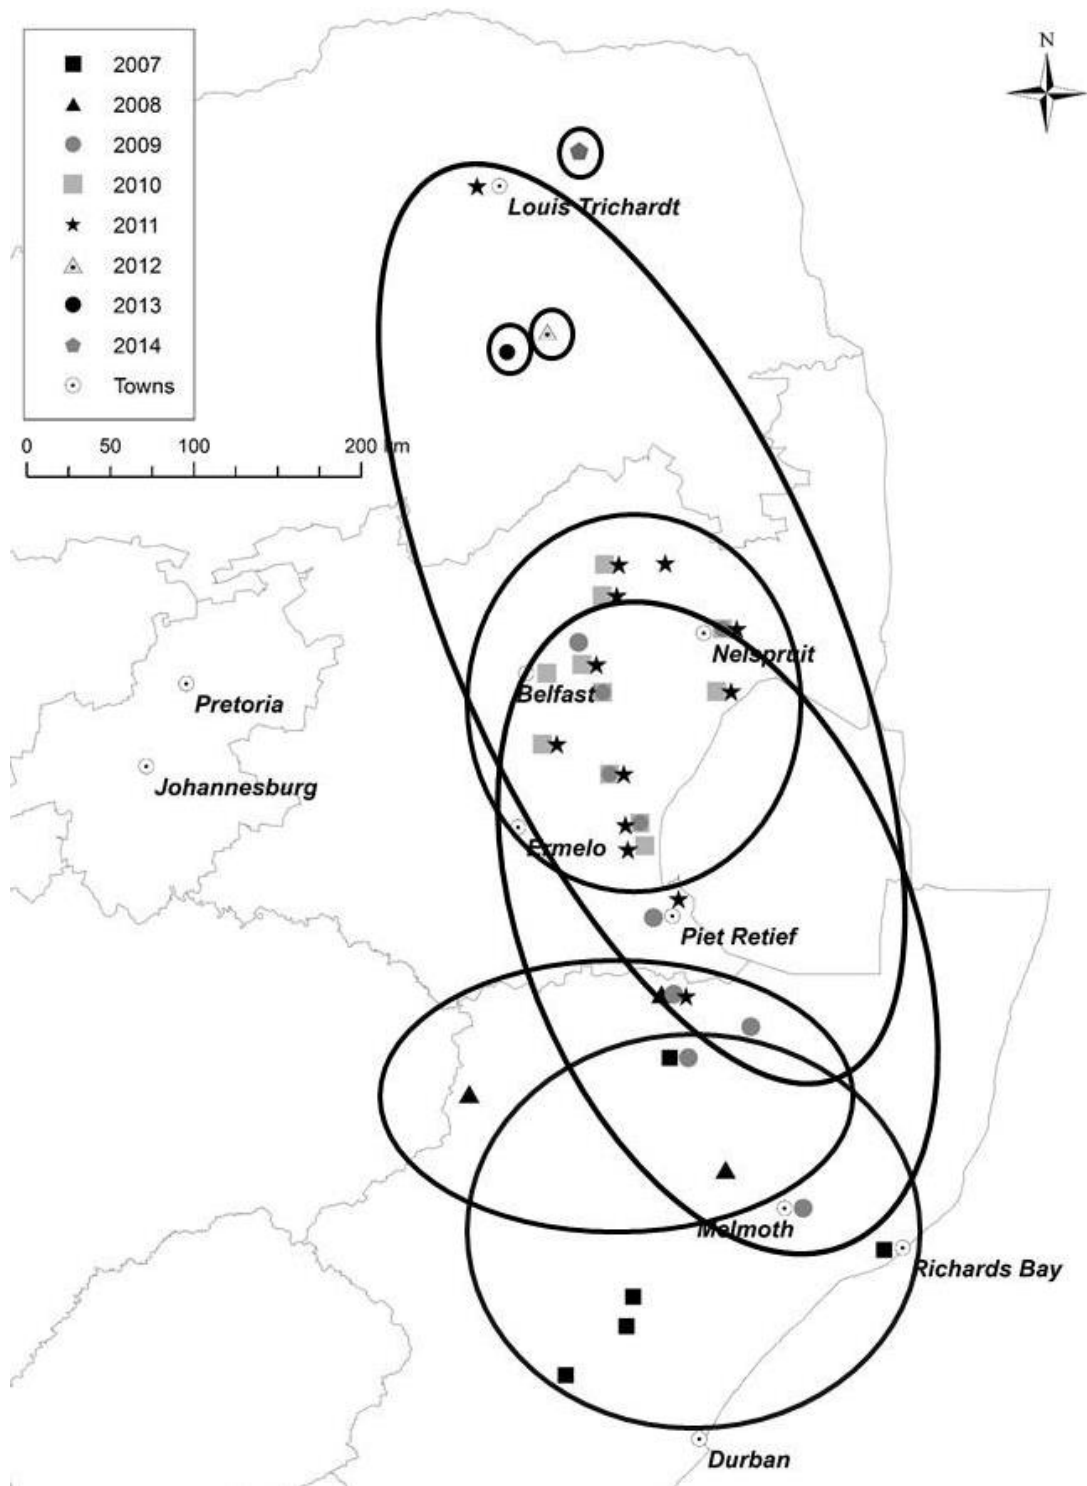 N
2007
2008
2009
2010
2011
2012
2013
2014
Towns
0 50 100 200 km
Louis Trichardt
Nelspruit
Belfast
Pretoria
Johannesburg
Ermelo
Piet Retief
Melmoth
Richards Bay
Durban